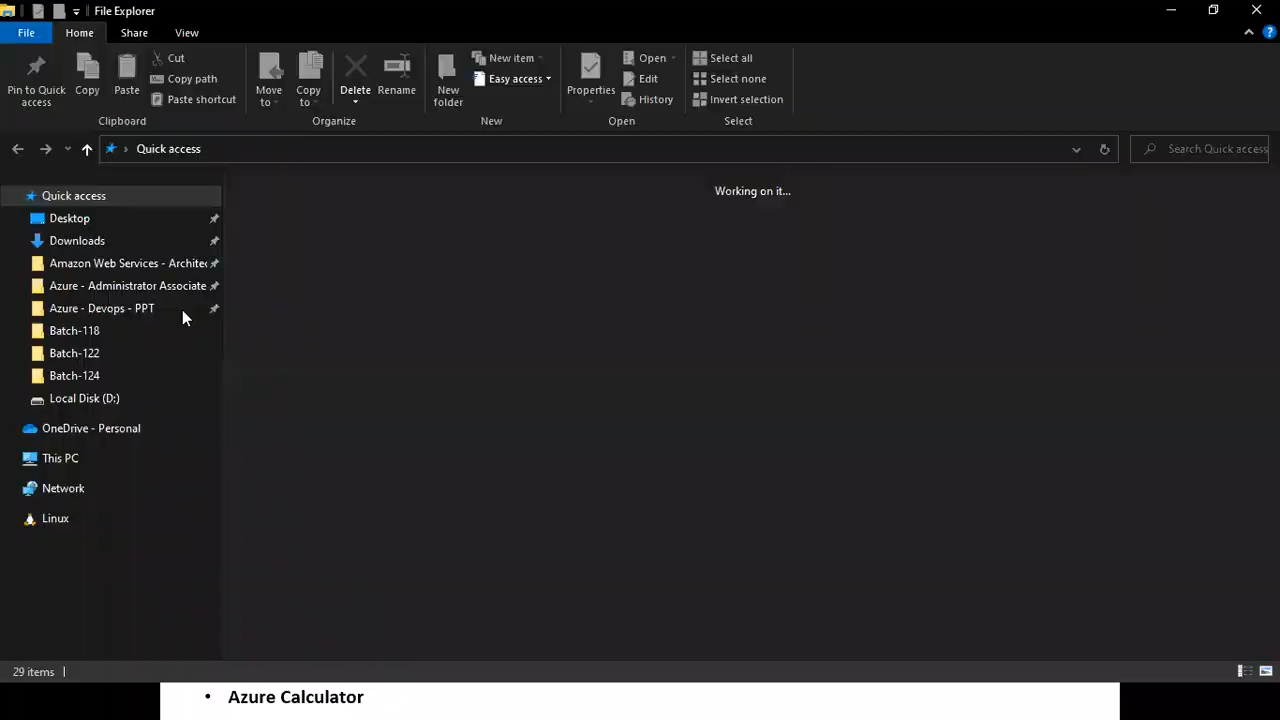 File Explorer
File Home Share View
Pin to Quick access
Copy
Paste
Cut
Copy path
Paste shortcut
Clipboard
Move to
Copy to
Delete
Rename
Organize
New folder
New item
Easy access
New
Properties
Open
Edit
History
Open
Select all
Select none
Invert selection
Select
Quick access
Search Quick access
Quick access
Desktop
Downloads
Amazon Web Services - Architec
Azure - Administrator Associate
Azure - Devops - PPT
Batch-118
Batch-122
Batch-124
Local Disk (D:)
OneDrive - Personal
This PC
Network
Linux
Working on it...
29 items
• Azure Calculator